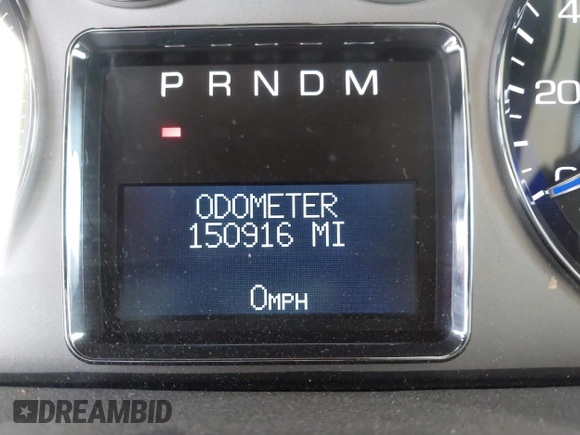 P R N D M
ODOMETER
150916 MI
0MPH
20
DREAMBID